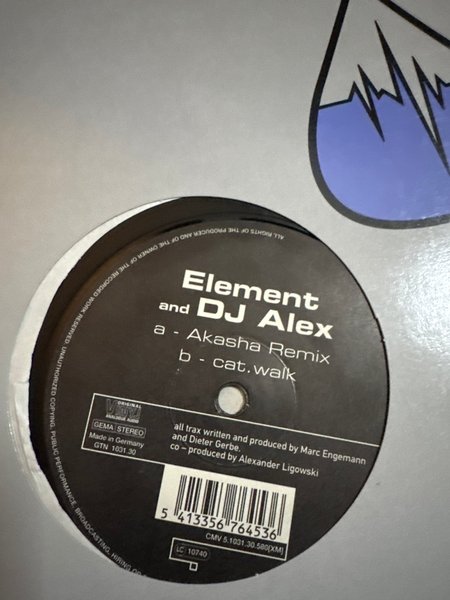 ALL RIGHTS OF THE PRODUCER AND OF THE OWNER OF THE RECORDED WORK RESERVED. UNAUTHORIZED COPYING, PUBLIC PERFORMANCE, BROADCASTING, HIRING OR
Element
and DJ Alex
a - Akasha Remix
b - cat.walk
ORIGINAL
GEMA STEREO
Made in Germany
GTN 1031.30
all trax written and produced by Marc Engemann
and Dieter Gerbe.
co – produced by Alexander Ligowski
5 413356 764536
CMV 5.1031.30.580(XM)
LC 10740